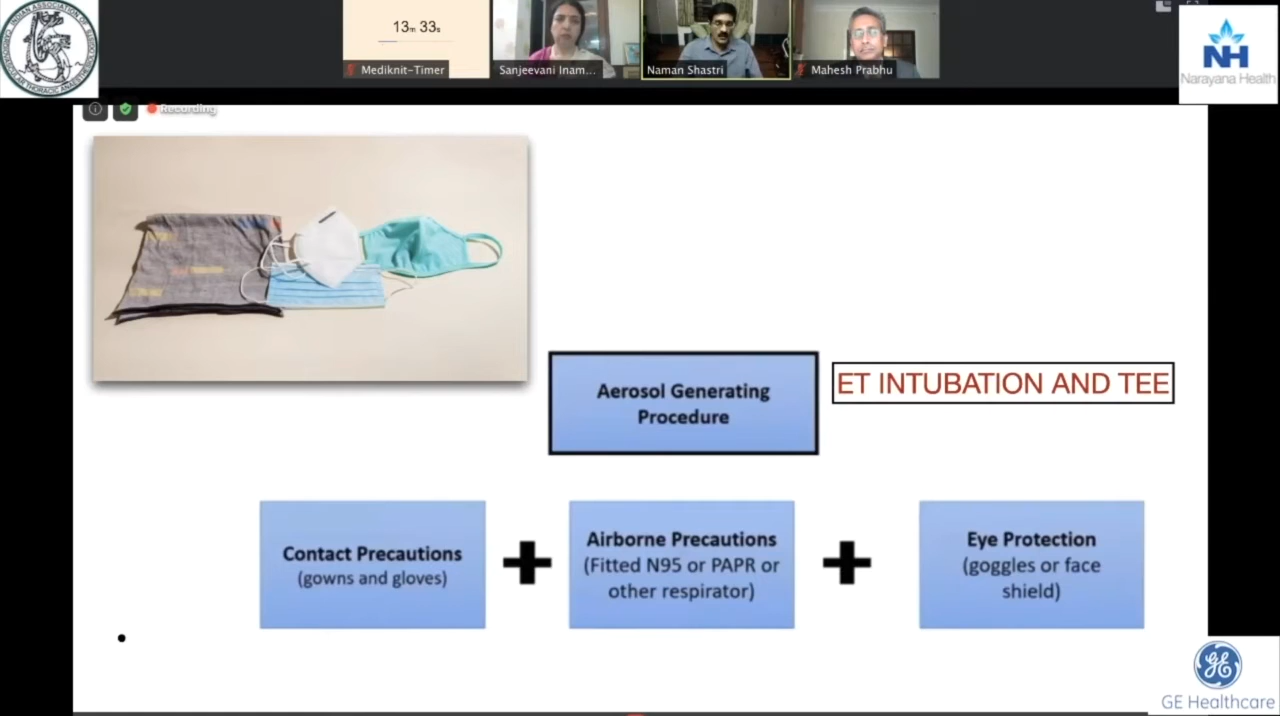 13m 33s
Mediknit-Timer
Sanjeevani Inam...
Naman Shastri
Mahesh Prabhu
NH
Narayana Health
Recording
Aerosol Generating
Procedure
ET INTUBATION AND TEE
Contact Precautions
(gowns and gloves)
Airborne Precautions
(Fitted N95 or PAPR or
other respirator)
Eye Protection
(goggles or face
shield)
GE Healthcare